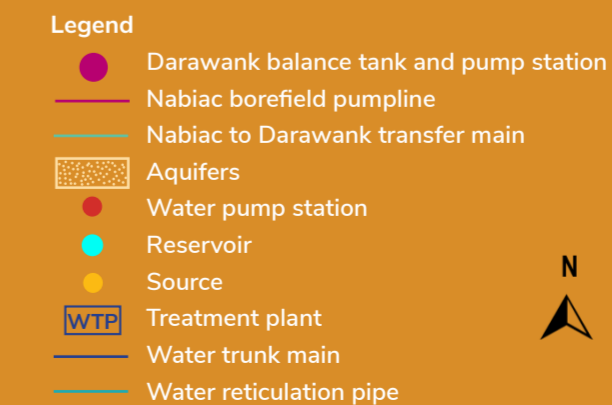 Legend
Darawank balance tank and pump station
Nabiac borefield pumpline
Nabiac to Darawank transfer main
Aquifers
Water pump station
Reservoir
Source
N
WTP Treatment plant
Water trunk main
Water reticulation pipe